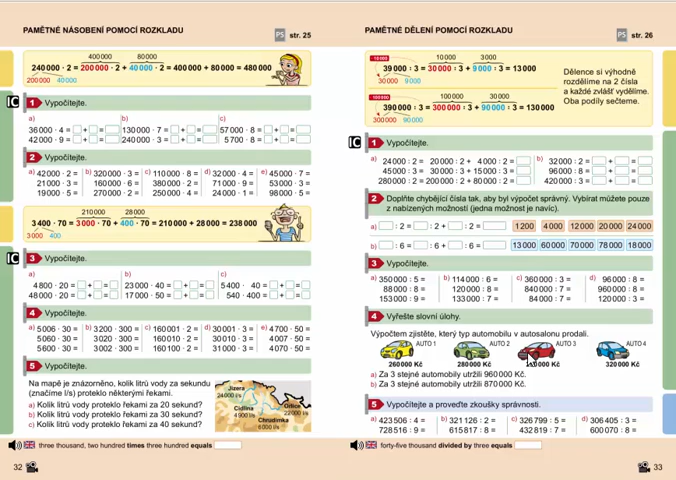 PAMĚTNÉ NÁSOBENÍ POMOCÍ ROZKLADU
PS str. 25
400 000 80 000
240 000 · 2 = 200 000 · 2 + 40 000 · 2 = 400 000 + 80 000 = 480 000
200 000 40 000
IC
1 Vypočítejte.
a) b) c)
36 000 · 4 = + = 130 000 · 7 = + = 57 000 · 8 = + =
42 000 · 9 = + = 240 000 · 3 = + = 5 700 · 8 = + =
2 Vypočítejte.
a) 42 000 · 2 = b) 320 000 · 3 = c) 110 000 · 8 = d) 32 000 · 4 = e) 45 000 · 7 =
21 000 · 3 = 160 000 · 6 = 380 000 · 2 = 71 000 · 9 = 53 000 · 3 =
19 000 · 5 = 270 000 · 2 = 250 000 · 4 = 24 000 · 1 = 98 000 · 5 =
210 000 28 000
3 400 · 70 = 3 000 · 70 + 400 · 70 = 210 000 + 28 000 = 238 000
3 000 400
IC
3 Vypočítejte.
a) b) c)
4 800 · 20 = + = 23 000 · 40 = + = 5 400 · 40 = + =
48 000 · 20 = + = 17 000 · 50 = + = 540 · 400 = + =
4 Vypočítejte.
a) 5 006 · 30 = b) 3 200 · 300 = c) 160 001 · 2 = d) 30 001 · 3 = e) 4 700 · 50 =
5 060 · 30 = 3 020 · 300 = 160 010 · 2 = 30 010 · 3 = 4 007 · 50 =
5 600 · 30 = 3 002 · 300 = 160 100 · 2 = 31 000 · 3 = 4 070 · 50 =
5 Vypočítejte.
Na mapě je znázorněno, kolik litrů vody za sekundu
(značíme l/s) proteklo některými řekami.
a) Kolik litrů vody proteklo řekami za 20 sekund?
b) Kolik litrů vody proteklo řekami za 30 sekund?
c) Kolik litrů vody proteklo řekami za 40 sekund?
Jizera
24 000 l/s
Cidlina
4 900 l/s
Orlice
22 000 l/s
Chrudimka
6 000 l/s
three thousand, two hundred times three hundred equals
32
PAMĚTNÉ DĚLENÍ POMOCÍ ROZKLADU
PS str. 26
10 000 3000
39 000 : 3 = 30 000 : 3 + 9 000 : 3 = 13 000
30 000 9 000
100 000 30 000
390 000 : 3 = 300 000 : 3 + 90 000 : 3 = 130 000
300 000 90 000
Dělence si výhodně
rozdělíme na 2 čísla
a každé zvlášť vydělíme.
Oba podíly sečteme.
IC
1 Vypočítejte.
a) 24 000 : 2 = 20 000 : 2 + 4 000 : 2 = b) 32 000 : 2 = + =
45 000 : 3 = 30 000 : 3 + 15 000 : 3 = 96 000 : 8 = + =
280 000 : 2 = 200 000 : 2 + 80 000 : 2 = 420 000 : 3 = + =
2 Doplňte chybějící čísla tak, aby byl výpočet správný. Vybírat můžete pouze
z nabízených možností (jedna možnost je navíc).
a) : 2 = : 2 + : 2 = 1 200 4 000 12 000 20 000 24 000
b) : 6 = : 6 + : 6 = 13 000 60 000 70 000 78 000 18 000
3 Vypočítejte.
a) 350 000 : 5 = b) 114 000 : 6 = c) 360 000 : 3 = d) 96 000 : 8 =
88 000 : 8 = 120 000 : 8 = 840 000 : 7 = 960 000 : 8 =
153 000 : 9 = 133 000 : 7 = 84 000 : 7 = 120 000 : 3 =
4 Vyřešte slovní úlohy.
Výpočtem zjistěte, který typ automobilu v autosalonu prodali.
AUTO 1 AUTO 2 AUTO 3 AUTO 4
260 000 Kč 280 000 Kč 000 Kč 320 000 Kč
a) Za 3 stejné automobily utržili 960 000 Kč.
b) Za 3 stejné automobily utržili 870 000 Kč.
5 Vypočítejte a proveďte zkoušky správnosti.
a) 423 506 : 4 = b) 321 126 : 2 = c) 326 799 : 5 = d) 306 405 : 3 =
728 516 : 9 = 615 817 : 8 = 432 819 : 7 = 600 070 : 8 =
forty-five thousand divided by three equals
33